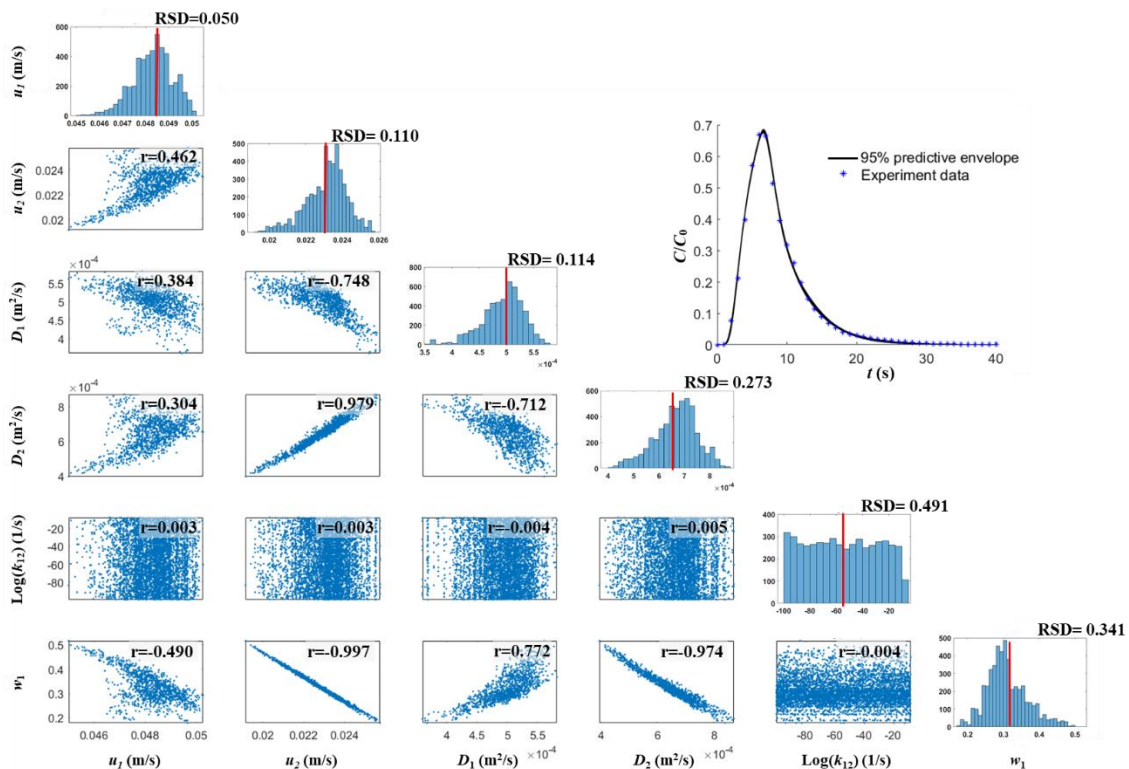 RSD=0.050
u1 (m/s)
600
400
200
0
0.045 0.046 0.047 0.048 0.049 0.05
RSD= 0.110
r=0.462
u2 (m/s)
0.024
0.022
0.02
500
400
300
200
100
0
0.02 0.022 0.024 0.026
0.7
0.6
0.5
0.4
0.3
0.2
0.1
0
C/C0
95% predictive envelope
Experiment data
0 10 20 30 40
t (s)
RSD= 0.114
×10-4
r=0.384
r=-0.748
D1 (m2/s)
5.5
5
4.5
4
800
600
400
200
0
3.5 4 4.5 5 5.5
×10-4
RSD= 0.273
×10-4
r=0.304
r=0.979
r=-0.712
D2 (m2/s)
8
6
4
600
400
200
0
4 5 6 7 8
×10-4
RSD= 0.491
r=0.003
r=0.003
r=-0.004
r=0.005
Log(k12) (1/s)
-20
-40
-60
-80
400
300
200
100
0
-100 -80 -60 -40 -20
RSD= 0.341
r=-0.490
r=-0.997
r=0.772
r=-0.974
r=-0.004
w1
0.5
0.4
0.3
0.2
500
400
300
200
100
0
0.2 0.3 0.4 0.5
0.046 0.048 0.05
0.02 0.022 0.024
4 4.5 5 5.5
×10-4
4 6 8
×10-4
-80 -60 -40 -20
u1 (m/s)
u2 (m/s)
D1 (m2/s)
D2 (m2/s)
Log(k12) (1/s)
w1